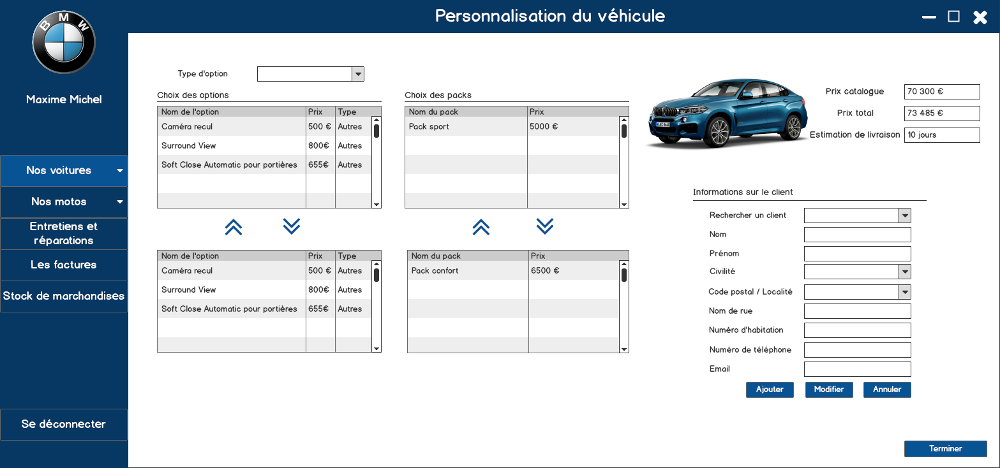 Personnalisation du véhicule
BMW
Maxime Michel
Nos voitures
Nos motos
Entretiens et
réparations
Les factures
Stock de marchandises
Se déconnecter
Type d'option
Choix des options
Nom de l'option Prix Type
Caméra recul 500 € Autres
Surround View 800€ Autres
Soft Close Automatic pour portières 655€ Autres
Nom de l'option Prix Type
Caméra recul 500 € Autres
Surround View 800€ Autres
Soft Close Automatic pour portières 655€ Autres
Choix des packs
Nom du pack Prix
Pack sport 5000 €
Nom du pack Prix
Pack confort 6500 €
Prix catalogue 70 300 €
Prix total 73 485 €
Estimation de livraison 10 jours
Informations sur le client
Rechercher un client
Nom
Prénom
Civilité
Code postal / Localité
Nom de rue
Numéro d'habitation
Numéro de téléphone
Email
Ajouter Modifier Annuler
Terminer